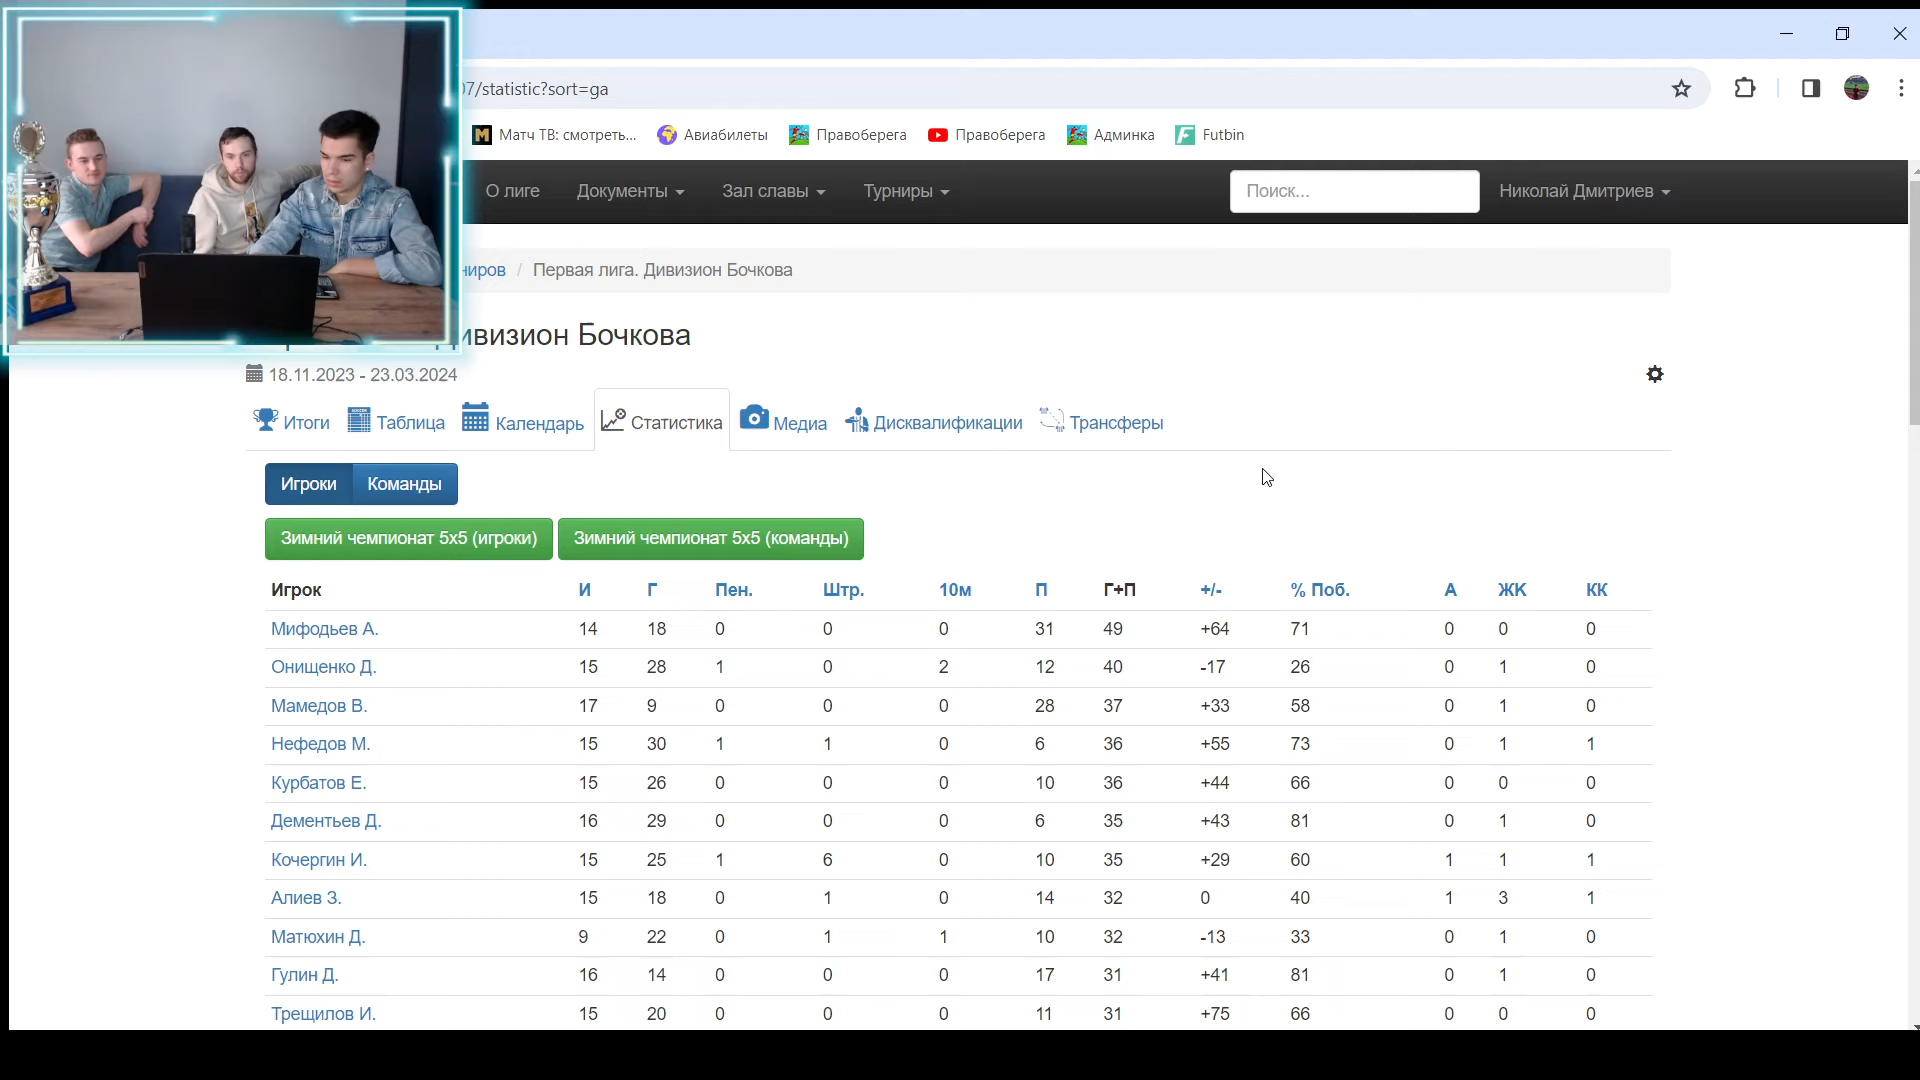 07/statistic?sort=ga
Матч ТВ: смотреть... Авиабилеты Правоберега Правоберега Админка Futbin
О лиге Документы Зал славы Турниры Поиск... Николай Дмитриев
/ Первая лига. Дивизион Бочкова
Бочкова
18.11.2023 - 23.03.2024
Итоги Таблица Календарь Статистика Медиа Дисквалификации Трансферы
Игроки Команды
Зимний чемпионат 5x5 (игроки) Зимний чемпионат 5x5 (команды)
Игрок И Г Пен. Штр. 10м П Г+П +/- % Поб. А ЖК КК
Мифодьев А. 14 18 0 0 0 31 49 +64 71 0 0 0
Онищенко Д. 15 28 1 0 2 12 40 -17 26 0 1 0
Мамедов В. 17 9 0 0 0 28 37 +33 58 0 1 0
Нефедов М. 15 30 1 1 0 6 36 +55 73 0 1 1
Курбатов Е. 15 26 0 0 0 10 36 +44 66 0 0 0
Дементьев Д. 16 29 0 0 0 6 35 +43 81 0 1 0
Кочергин И. 15 25 1 6 0 10 35 +29 60 1 1 1
Алиев З. 15 18 0 1 0 14 32 0 40 1 3 1
Матюхин Д. 9 22 0 1 1 10 32 -13 33 0 1 0
Гулин Д. 16 14 0 0 0 17 31 +41 81 0 1 0
Трещилов И. 15 20 0 0 0 11 31 +75 66 0 0 0